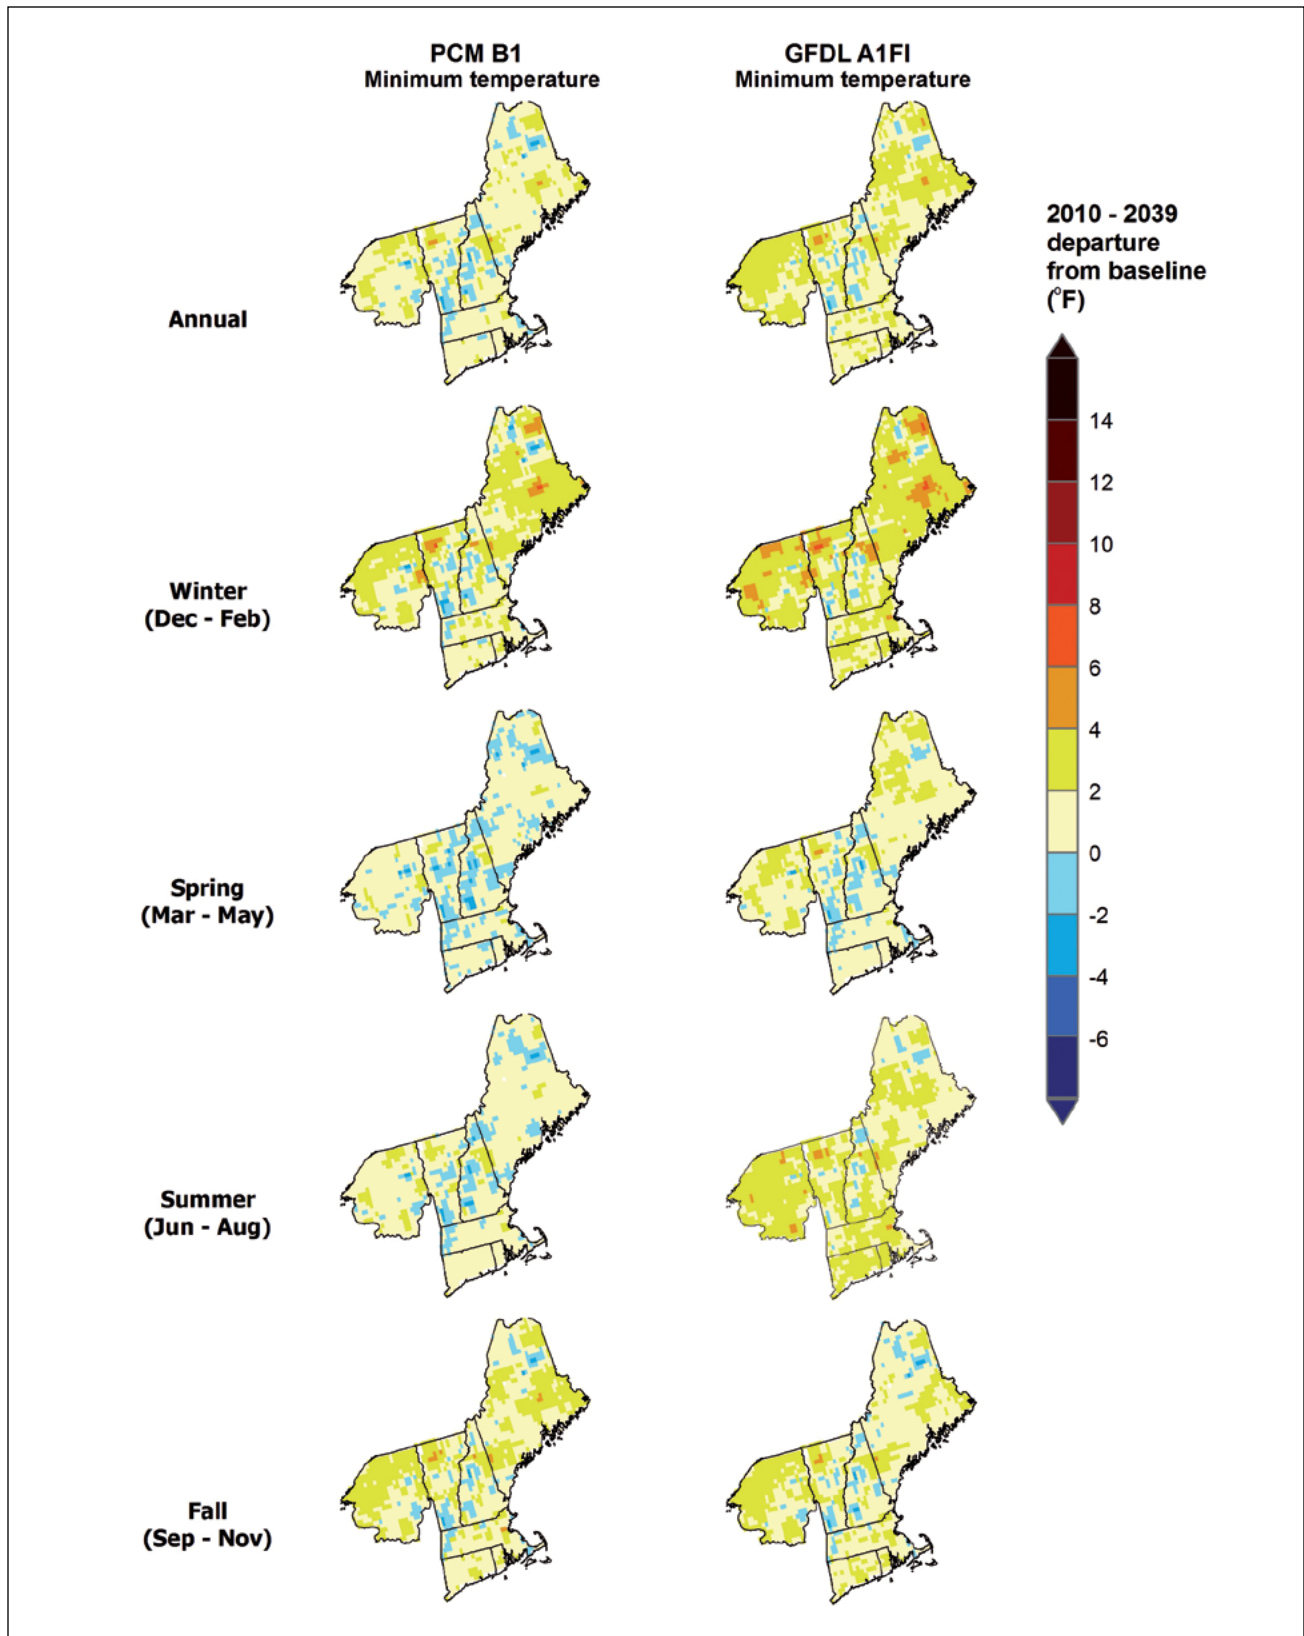 PCM B1
Minimum temperature
GFDL A1FI
Minimum temperature
2010 - 2039
departure
from baseline
(°F)
Annual
14
12
10
8
6
4
2
0
-2
-4
-6
Winter
(Dec - Feb)
Spring
(Mar - May)
Summer
(Jun - Aug)
Fall
(Sep - Nov)